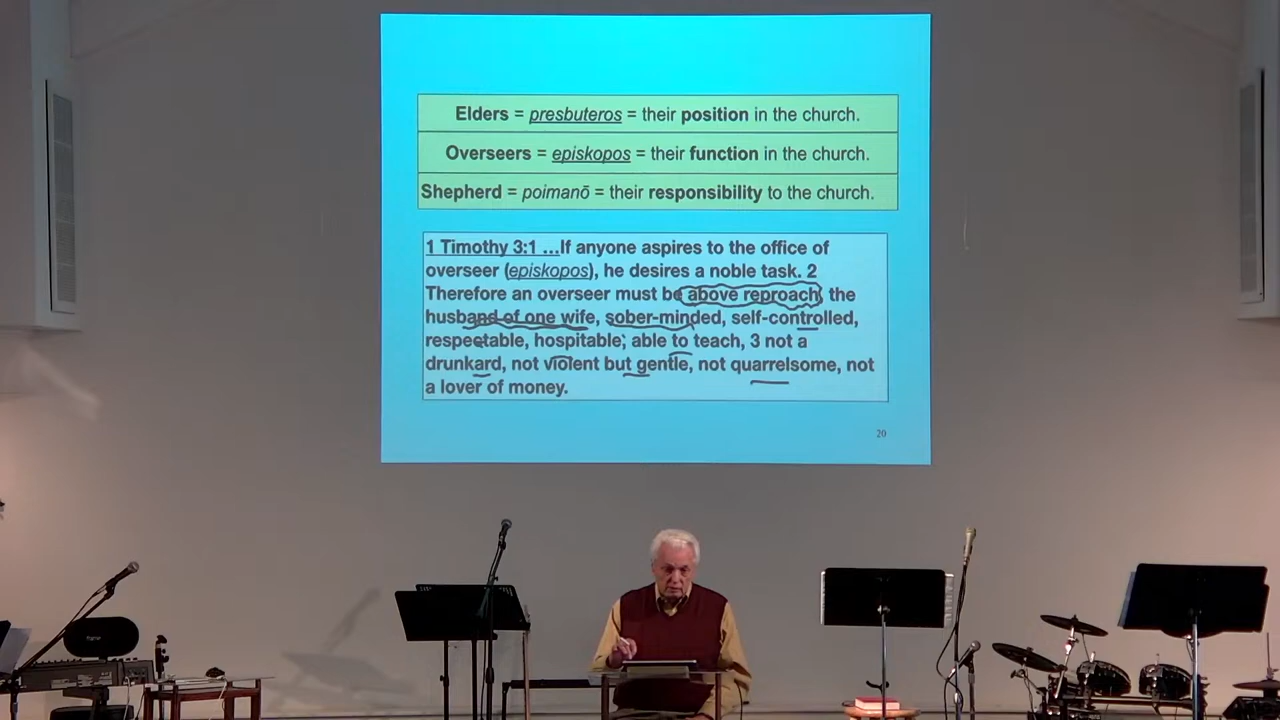 Elders = presbuteros = their position in the church.
Overseers = episkopos = their function in the church.
Shepherd = poimanō = their responsibility to the church.
1 Timothy 3:1 ...If anyone aspires to the office of
overseer (episkopos), he desires a noble task. 2
Therefore an overseer must be above reproach, the
husband of one wife, sober-minded, self-controlled,
respectable, hospitable, able to teach, 3 not a
drunkard, not violent but gentle, not quarrelsome, not
a lover of money.
20